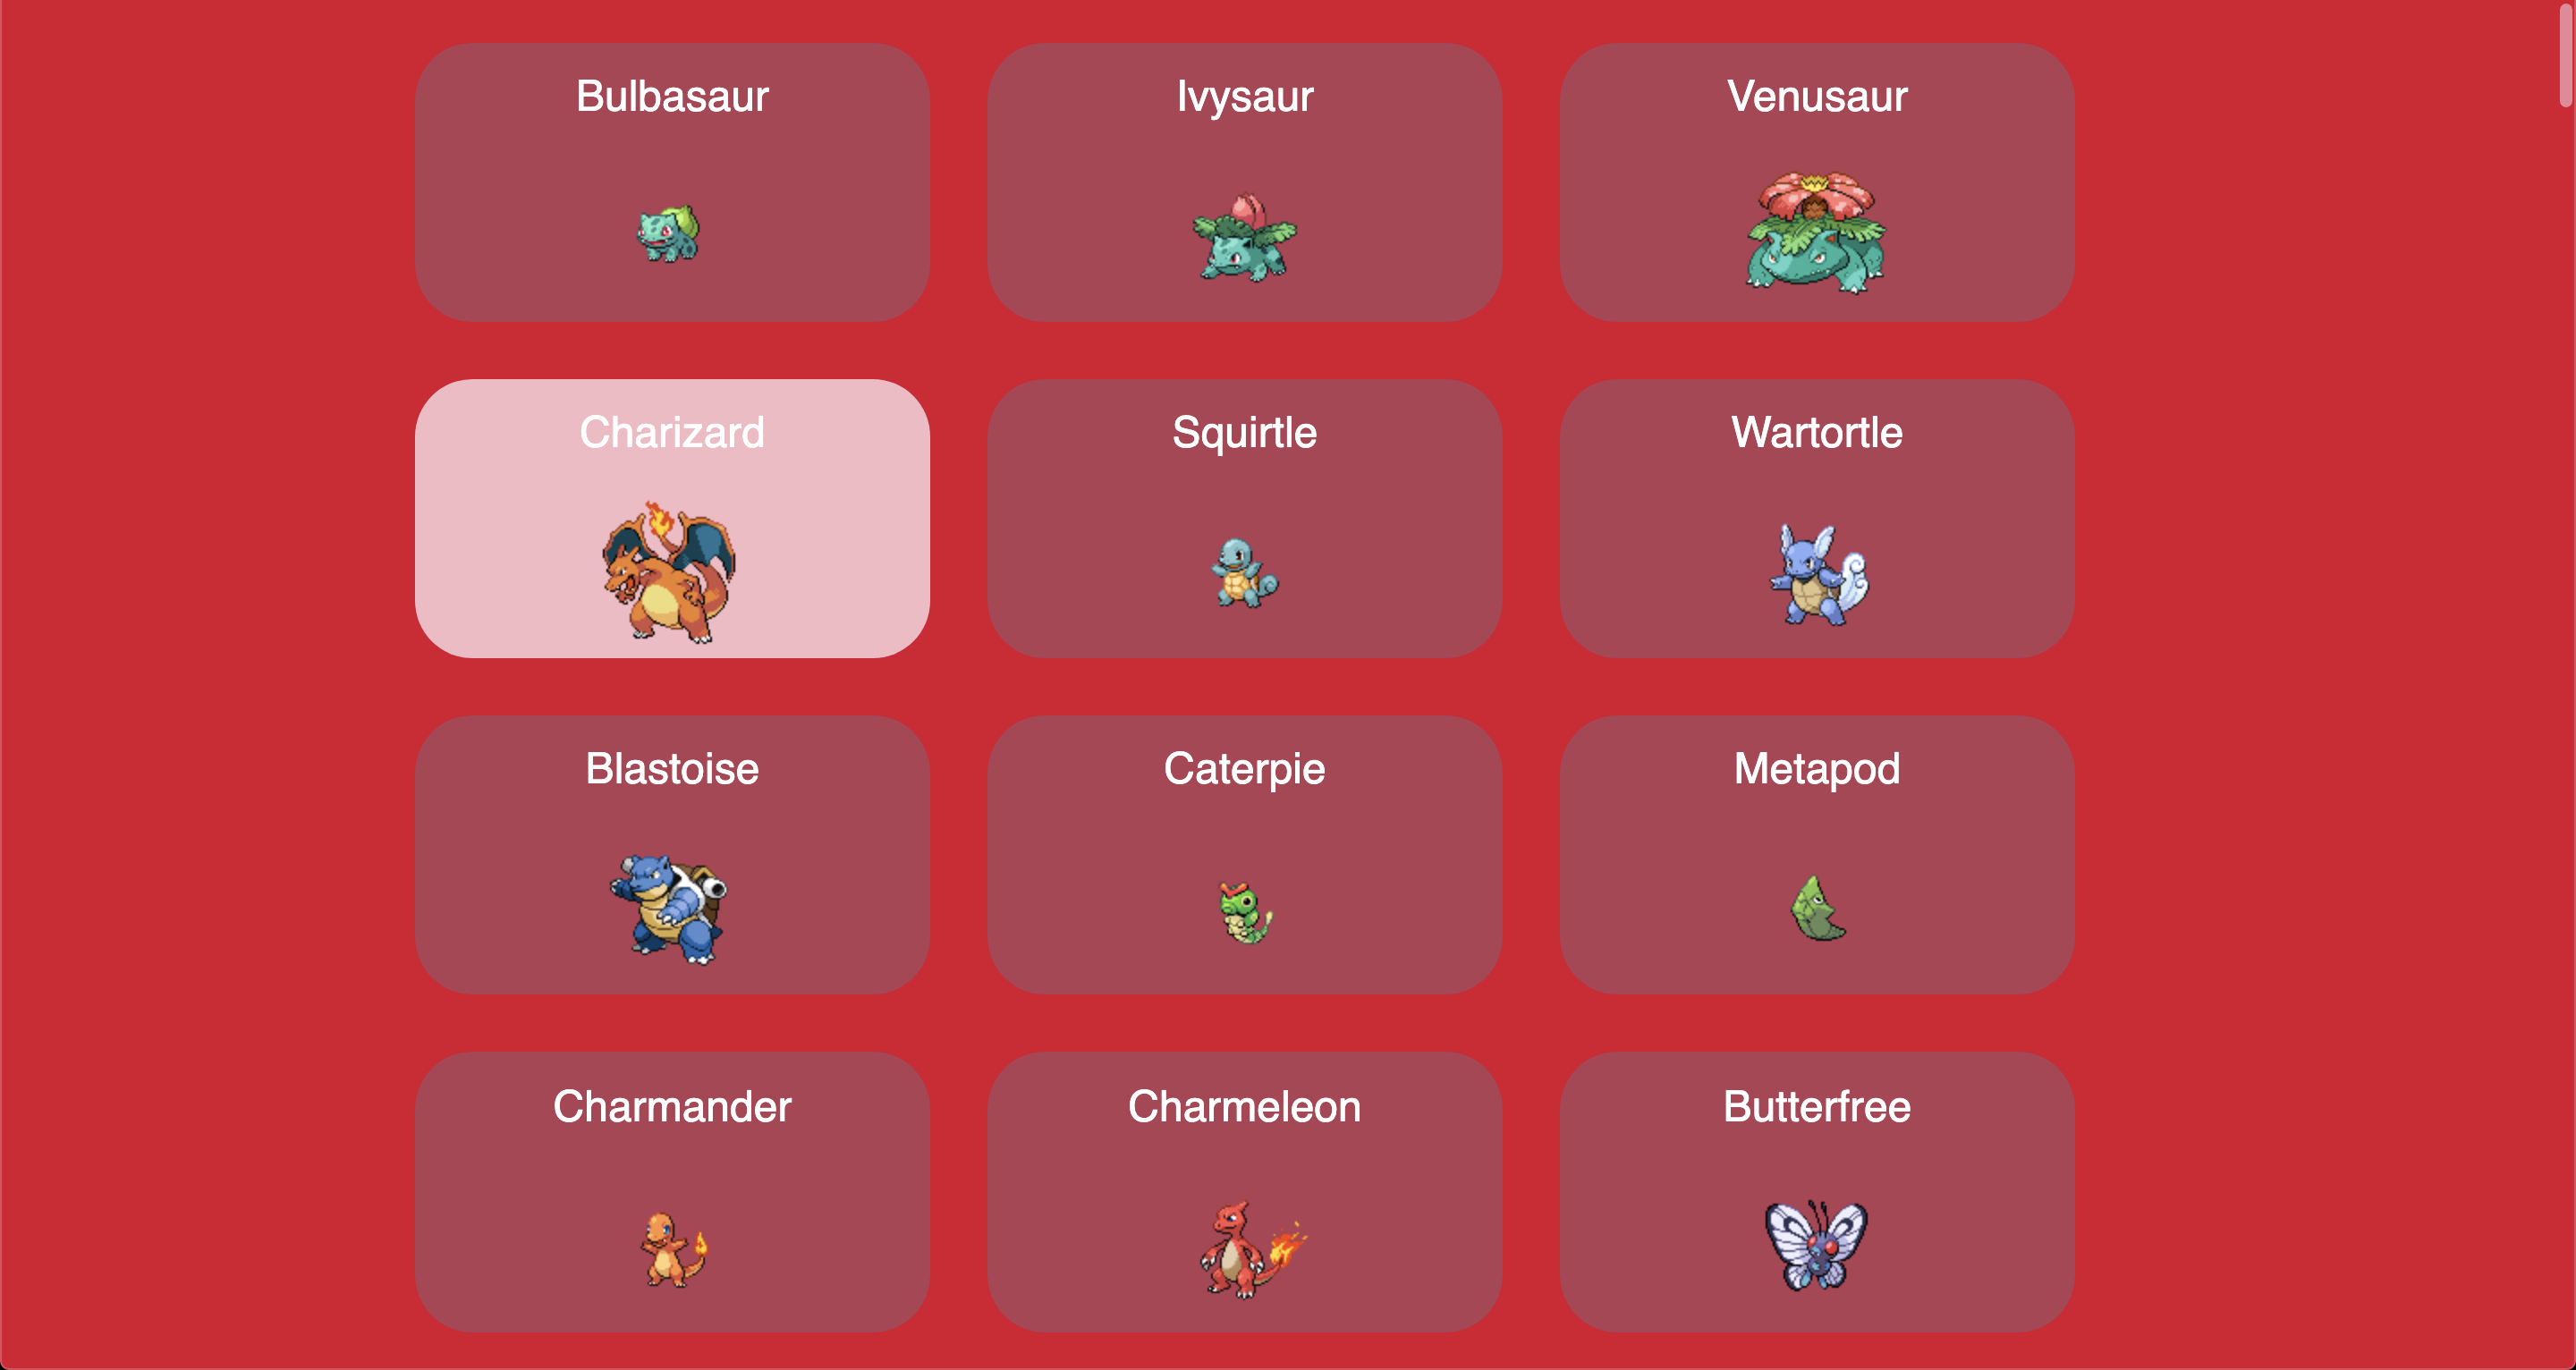 Bulbasaur
Ivysaur
Venusaur
Charizard
Squirtle
Wartortle
Blastoise
Caterpie
Metapod
Charmander
Charmeleon
Butterfree